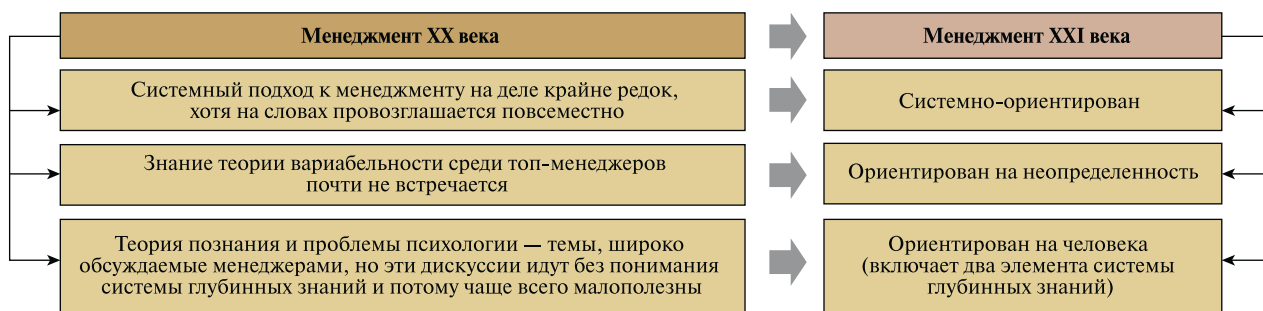 Менеджмент XX века
Менеджмент XXI века
Системный подход к менеджменту на деле крайне редок,
хотя на словах провозглашается повсеместно
Системно-ориентирован
Знание теории вариабельности среди топ-менеджеров
почти не встречается
Ориентирован на неопределенность
Теория познания и проблемы психологии — темы, широко
обсуждаемые менеджерами, но эти дискуссии идут без понимания
системы глубинных знаний и потому чаще всего малополезны
Ориентирован на человека
(включает два элемента системы
глубинных знаний)